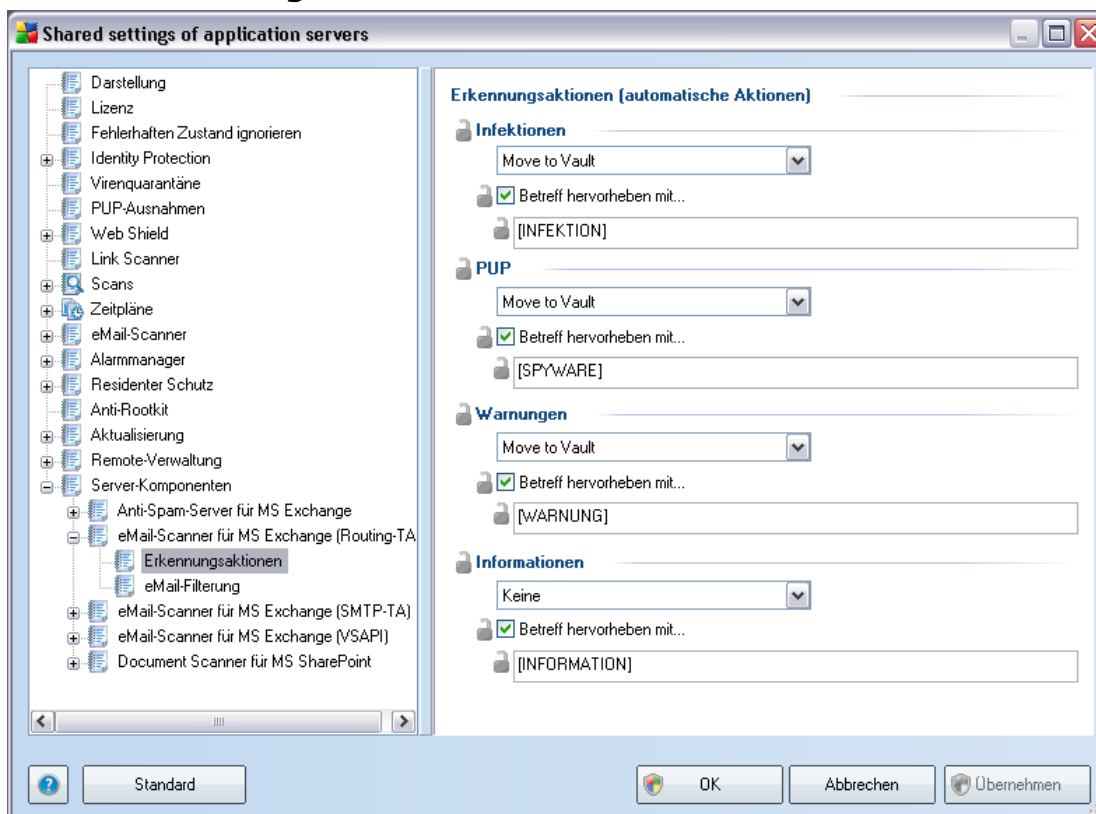 Shared settings of application servers
Darstellung
Lizenz
Fehlerhaften Zustand ignorieren
Identity Protection
Virenquarantäne
PUP-Ausnahmen
Web Shield
Link Scanner
Scans
Zeitpläne
eMail-Scanner
Alarmmanager
Residenter Schutz
Anti-Rootkit
Aktualisierung
Remote-Verwaltung
Server-Komponenten
Anti-Spam-Server für MS Exchange
eMail-Scanner für MS Exchange (Routing-TA
Erkennungsaktionen
eMail-Filterung
eMail-Scanner für MS Exchange (SMTP-TA)
eMail-Scanner für MS Exchange (VSAPI)
Document Scanner für MS SharePoint
Erkennungsaktionen (automatische Aktionen)
Infektionen
Move to Vault
Betreff hervorheben mit...
[INFEKTION]
PUP
Move to Vault
Betreff hervorheben mit...
[SPYWARE]
Warnungen
Move to Vault
Betreff hervorheben mit...
[WARNUNG]
Informationen
Keine
Betreff hervorheben mit...
[INFORMATION]
Standard
OK
Abbrechen
Übernehmen